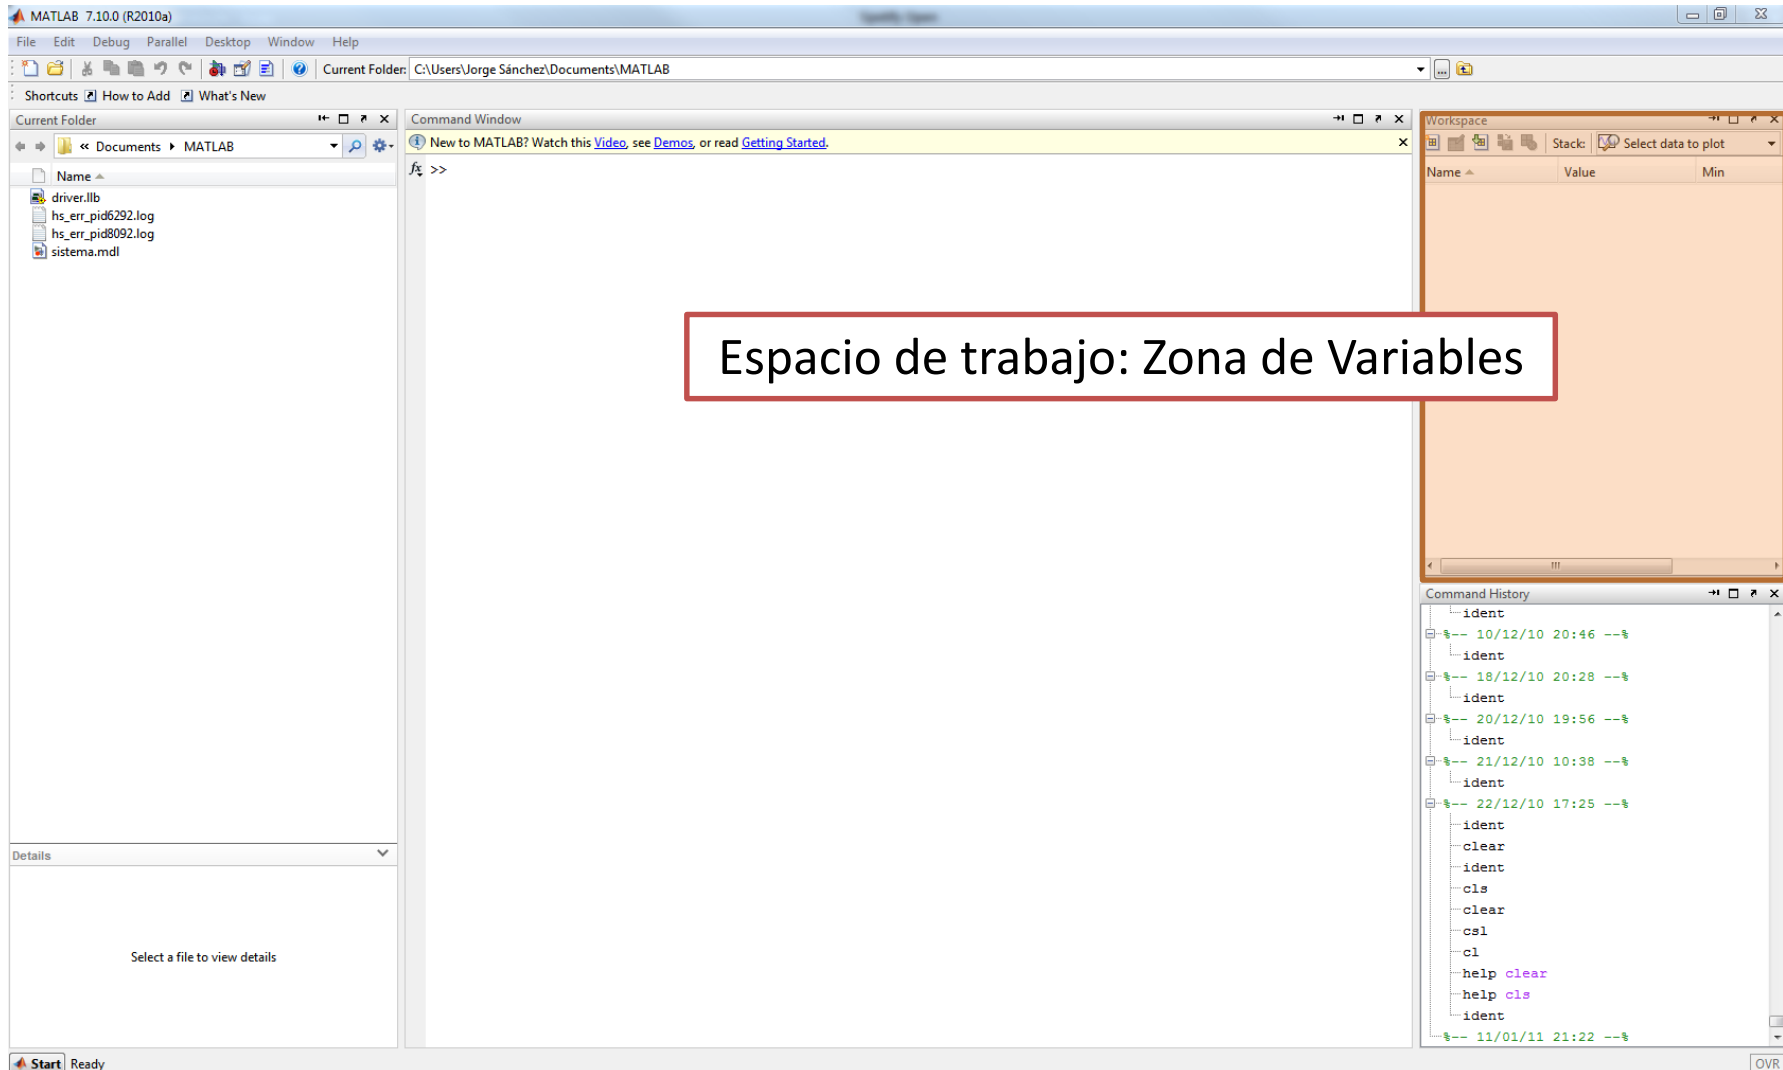 MATLAB 7.10.0 (R2010a)
File Edit Debug Parallel Desktop Window Help
Current Folder: C:\Users\Jorge Sánchez\Documents\MATLAB
Shortcuts How to Add What's New
Current Folder
« Documents MATLAB
Name
driver.llb
hs_err_pid6292.log
hs_err_pid8092.log
sistema.mdl
Details
Select a file to view details
Command Window
New to MATLAB? Watch this Video, see Demos, or read Getting Started.
fx >>
Espacio de trabajo: Zona de Variables
Workspace
Stack: Select data to plot
Name Value Min
Command History
ident
%-- 10/12/10 20:46 --%
ident
%-- 18/12/10 20:28 --%
ident
%-- 20/12/10 19:56 --%
ident
%-- 21/12/10 10:38 --%
ident
%-- 22/12/10 17:25 --%
ident
clear
ident
cls
clear
csl
cl
help clear
help cls
ident
%-- 11/01/11 21:22 --%
Start Ready
OVR